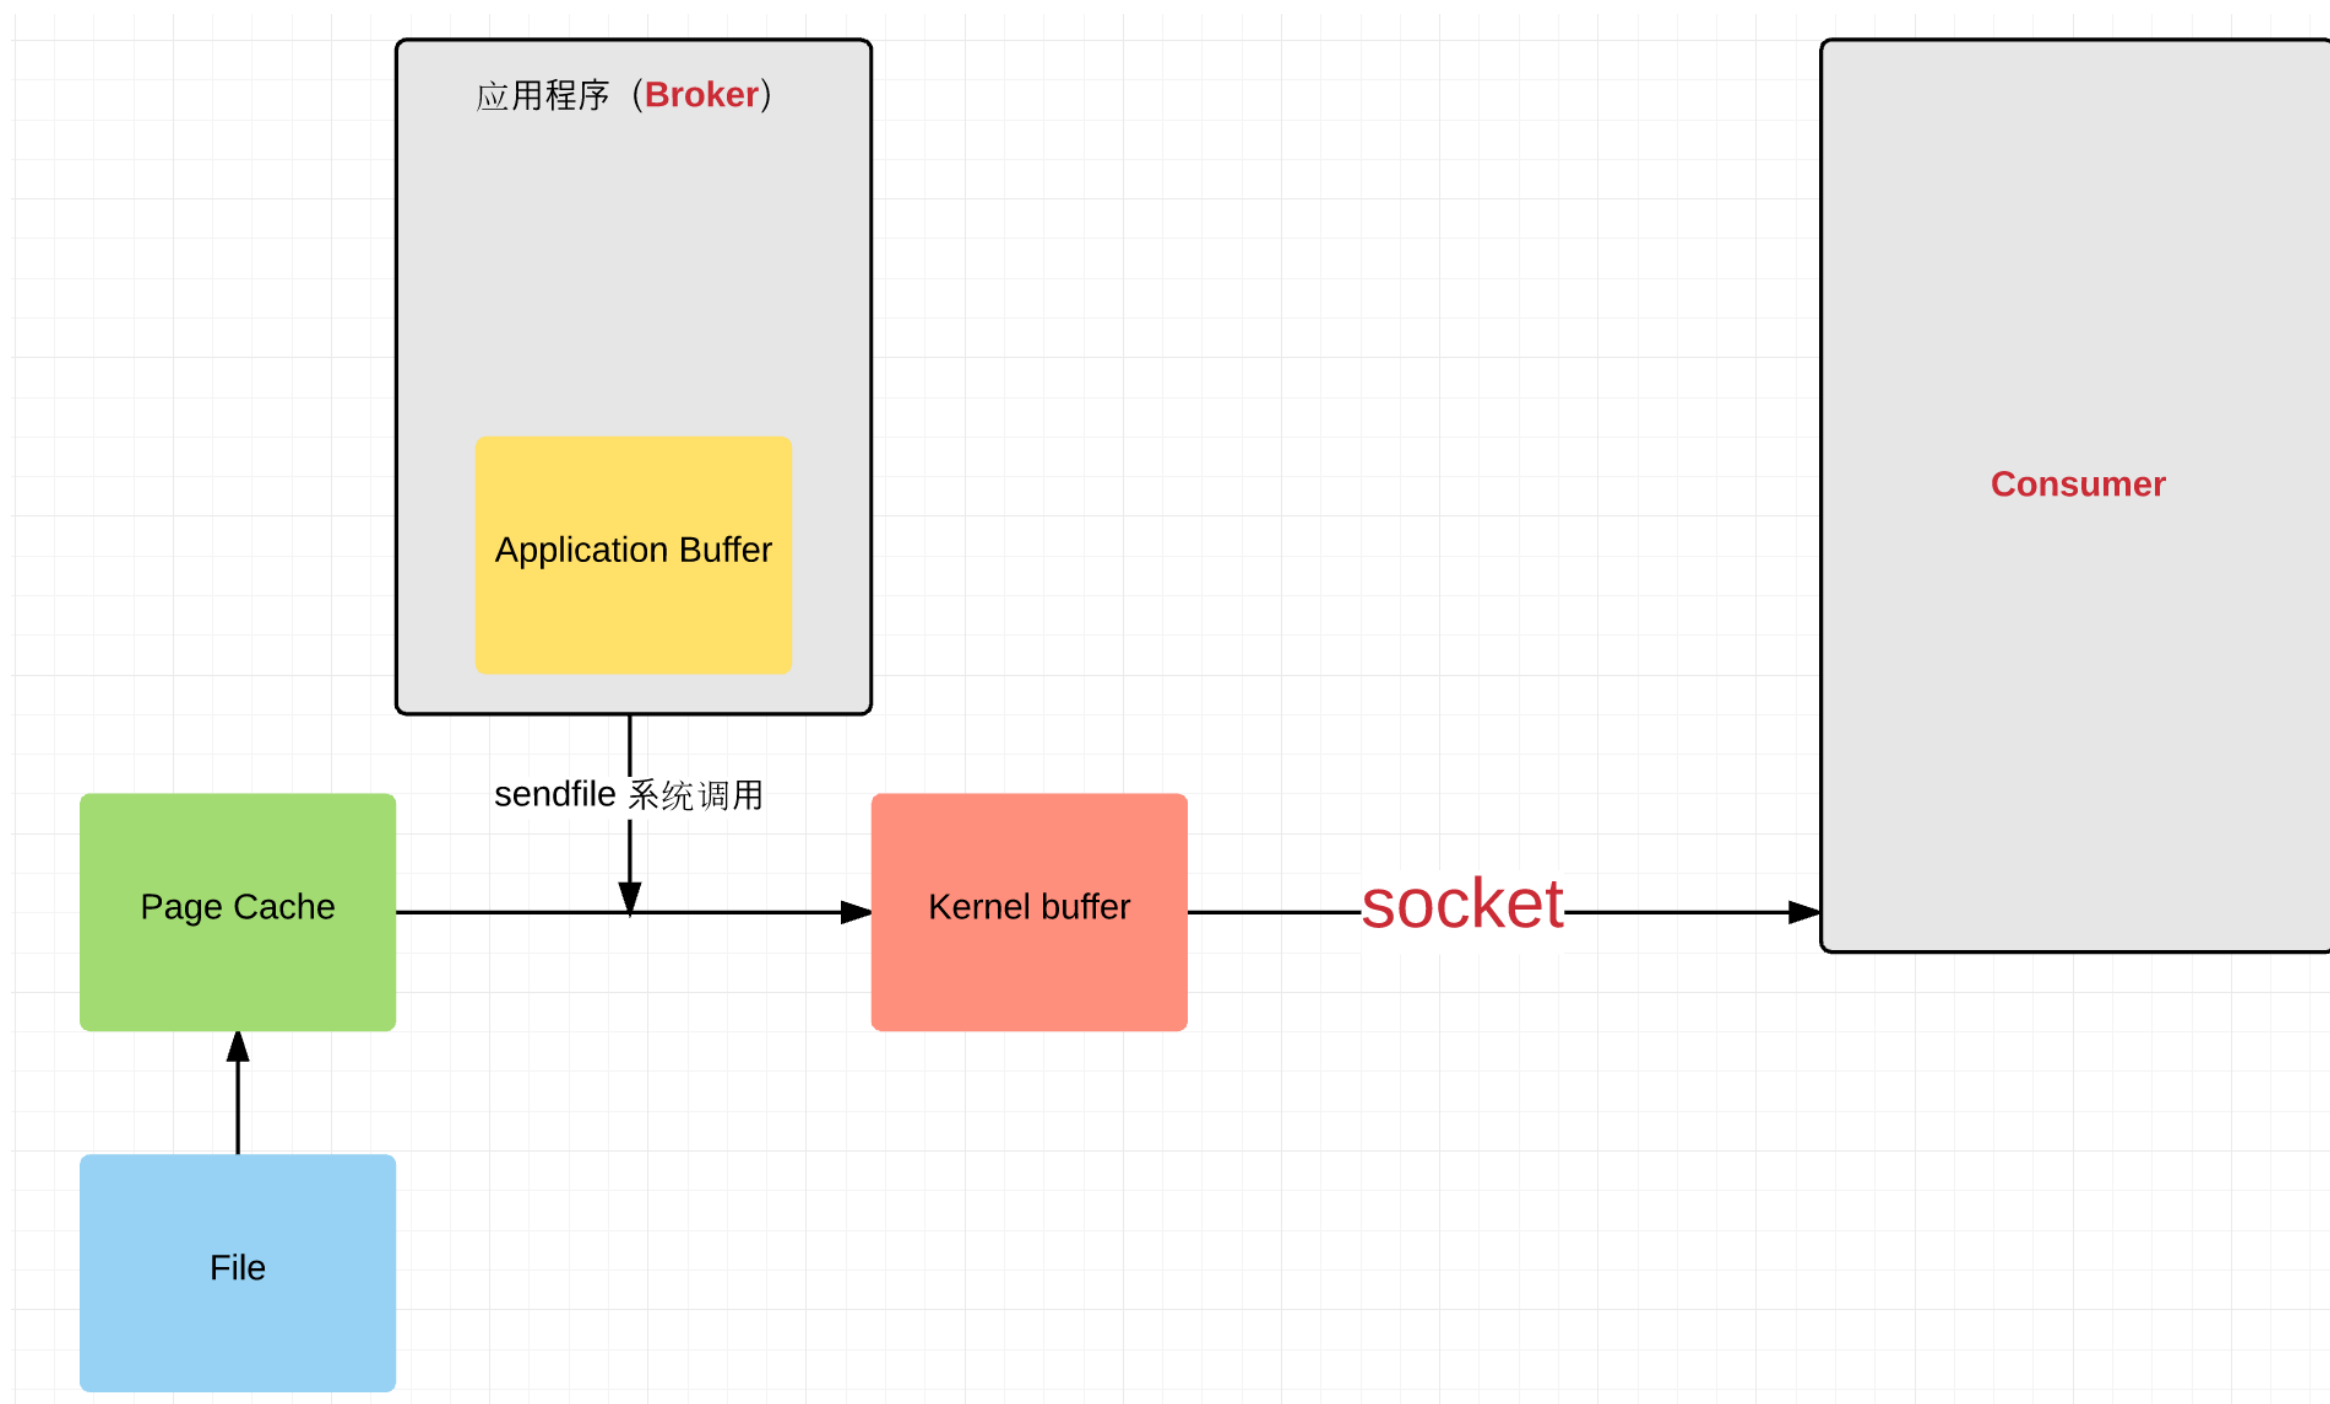 应用程序（Broker）
Application Buffer
Consumer
sendfile 系统调用
Page Cache
Kernel buffer
socket
File